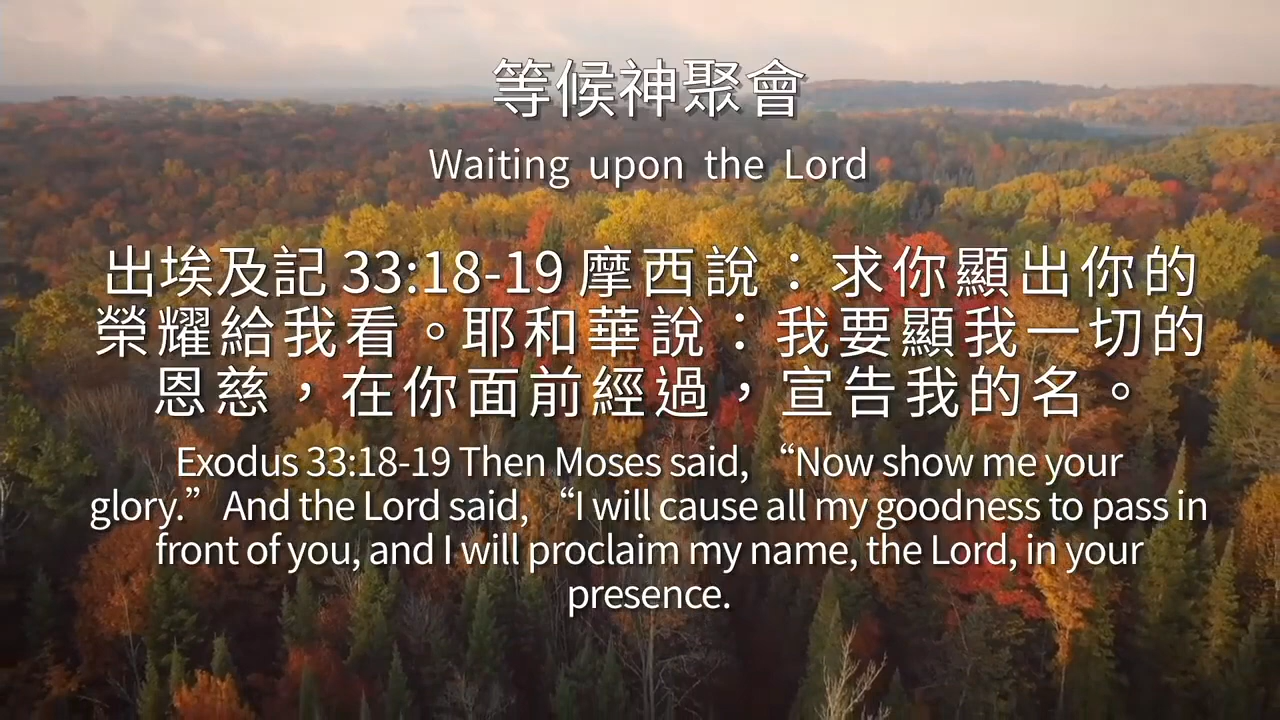 等候神聚會
Waiting upon the Lord
出埃及記 33:18-19 摩西說：求你顯出你的
榮耀給我看。耶和華說：我要顯我一切的
恩慈，在你面前經過，宣告我的名。
Exodus 33:18-19 Then Moses said, “Now show me your
glory.” And the Lord said, “I will cause all my goodness to pass in
front of you, and I will proclaim my name, the Lord, in your
presence.